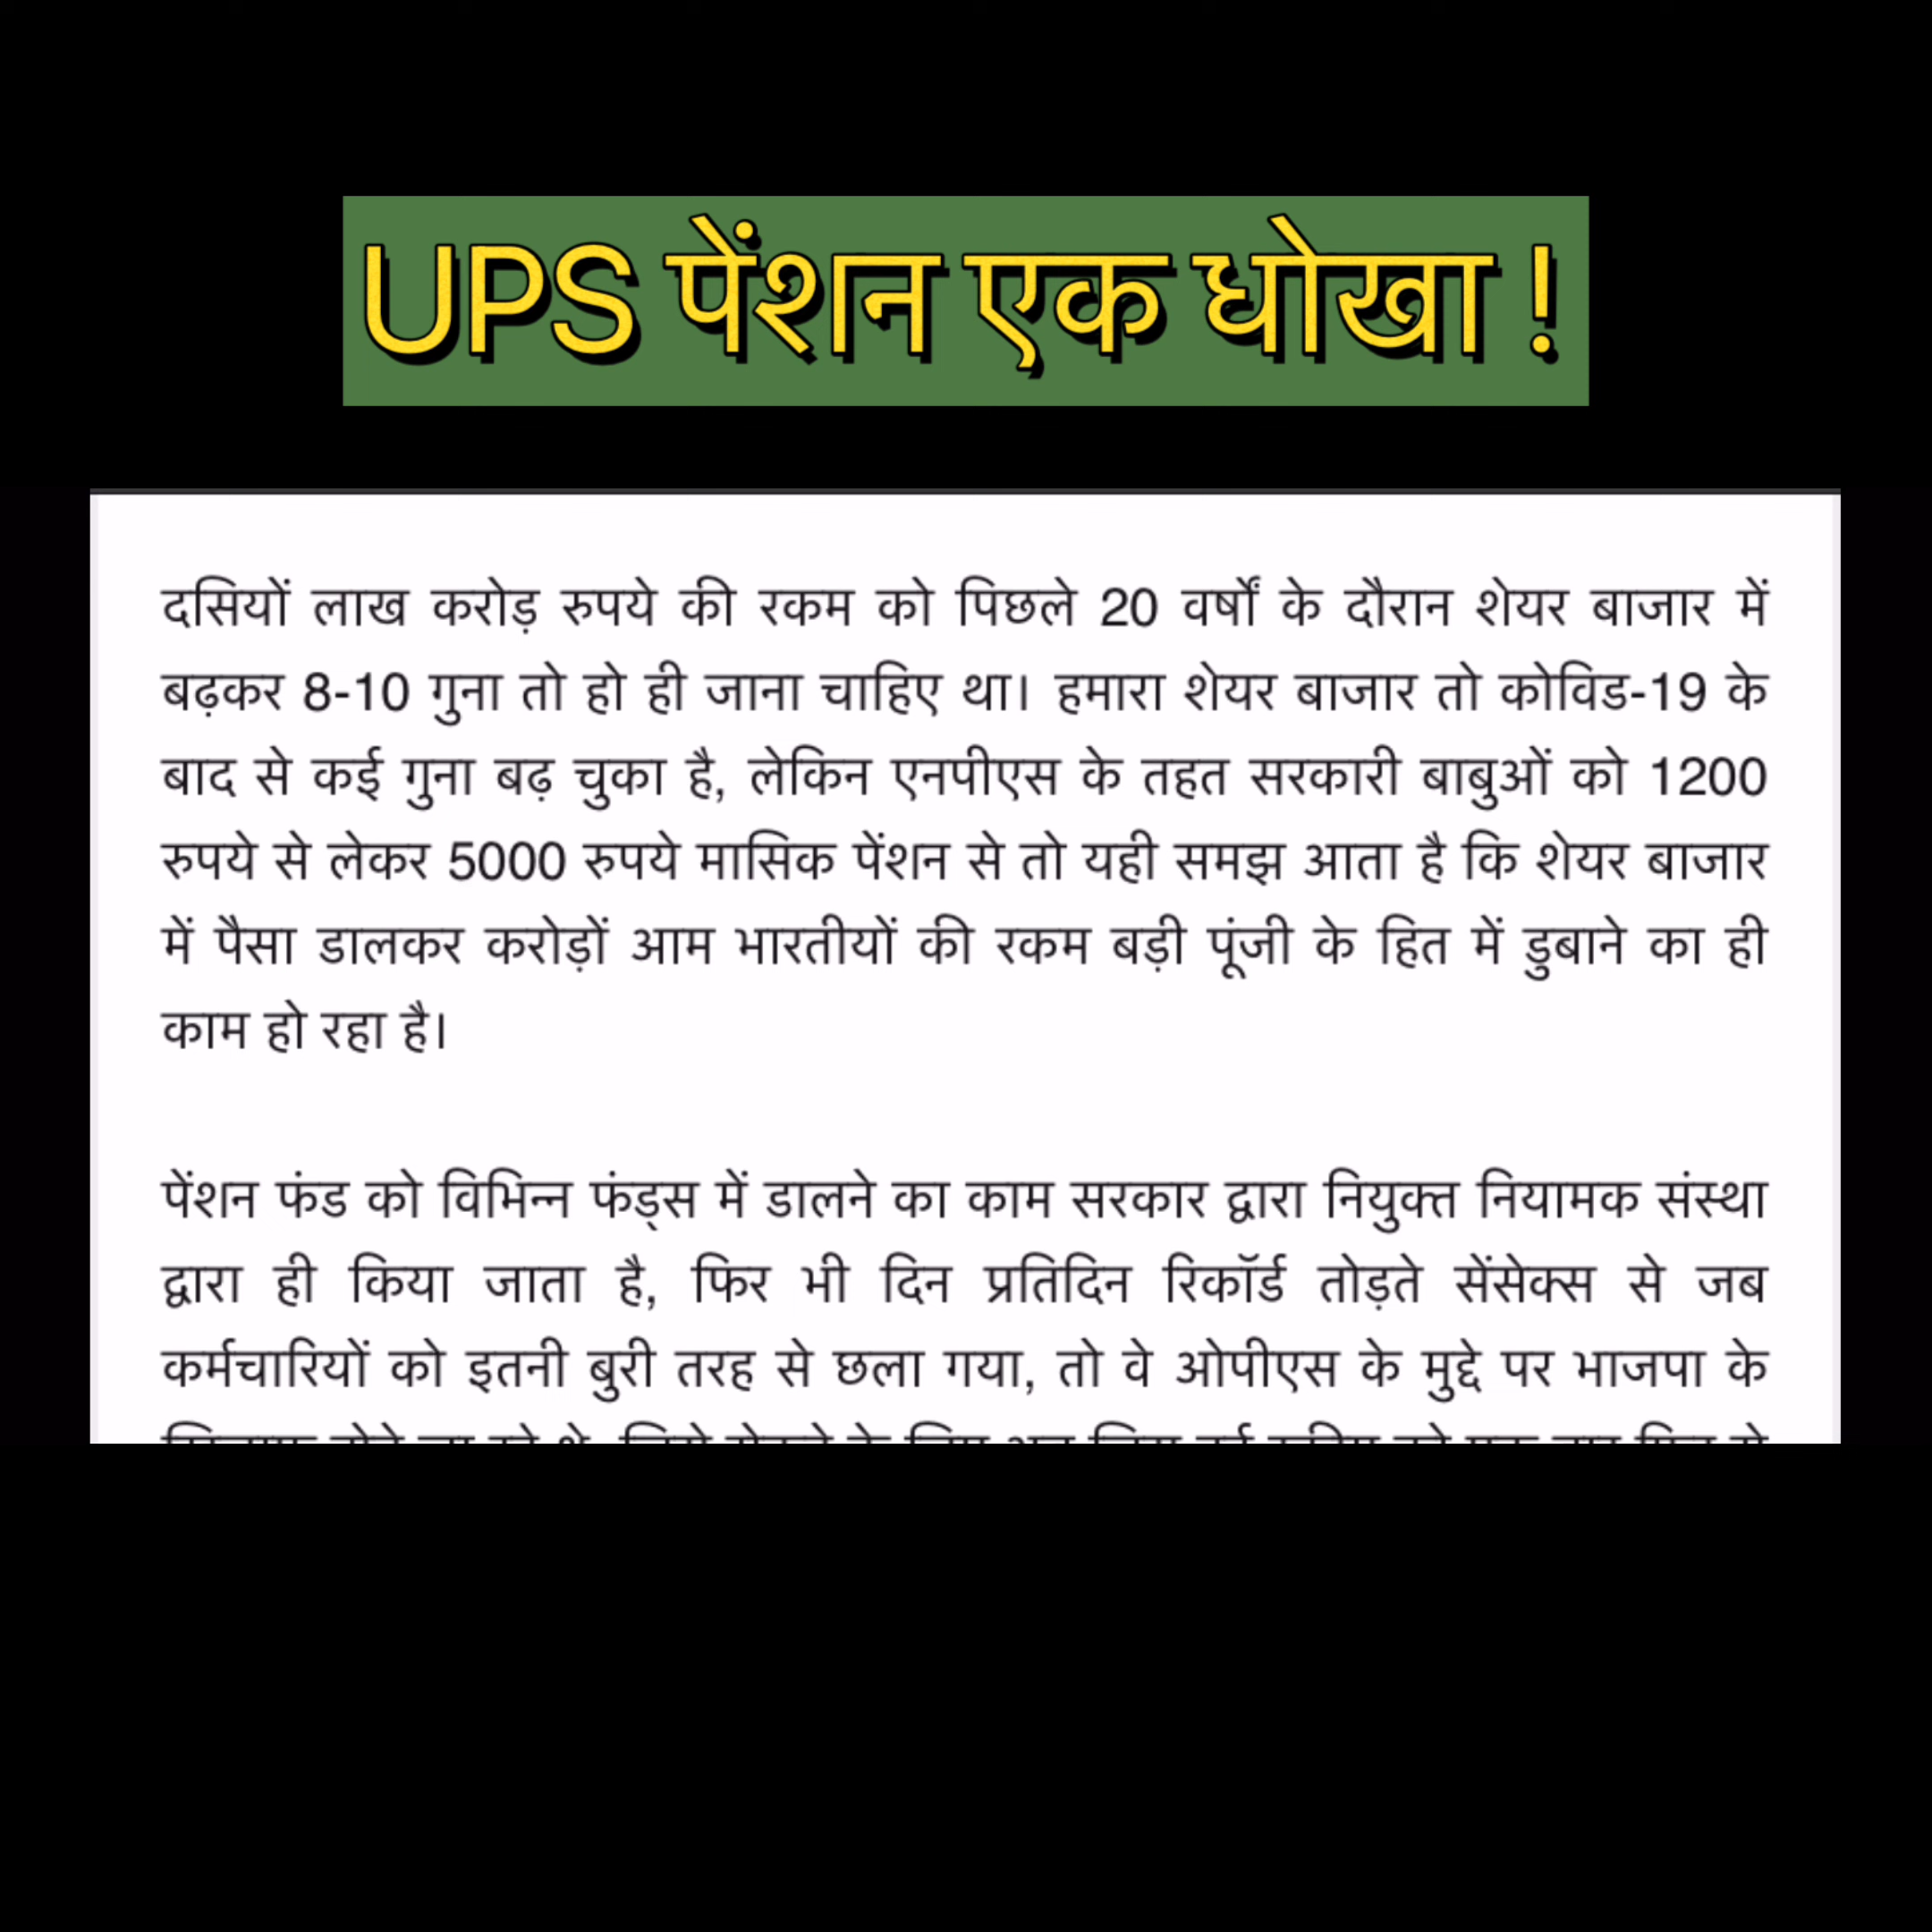 UPS पेंशन एक धोखा !
दसियों लाख करोड़ रुपये की रकम को पिछले 20 वर्षों के दौरान शेयर बाजार में
बढ़कर 8-10 गुना तो हो ही जाना चाहिए था। हमारा शेयर बाजार तो कोविड-19 के
बाद से कई गुना बढ़ चुका है, लेकिन एनपीएस के तहत सरकारी बाबुओं को 1200
रुपये से लेकर 5000 रुपये मासिक पेंशन से तो यही समझ आता है कि शेयर बाजार
में पैसा डालकर करोड़ों आम भारतीयों की रकम बड़ी पूंजी के हित में डुबाने का ही
काम हो रहा है।
पेंशन फंड को विभिन्न फंड्स में डालने का काम सरकार द्वारा नियुक्त नियामक संस्था
द्वारा ही किया जाता है, फिर भी दिन प्रतिदिन रिकॉर्ड तोड़ते सेंसेक्स से जब
कर्मचारियों को इतनी बुरी तरह से छला गया, तो वे ओपीएस के मुद्दे पर भाजपा के